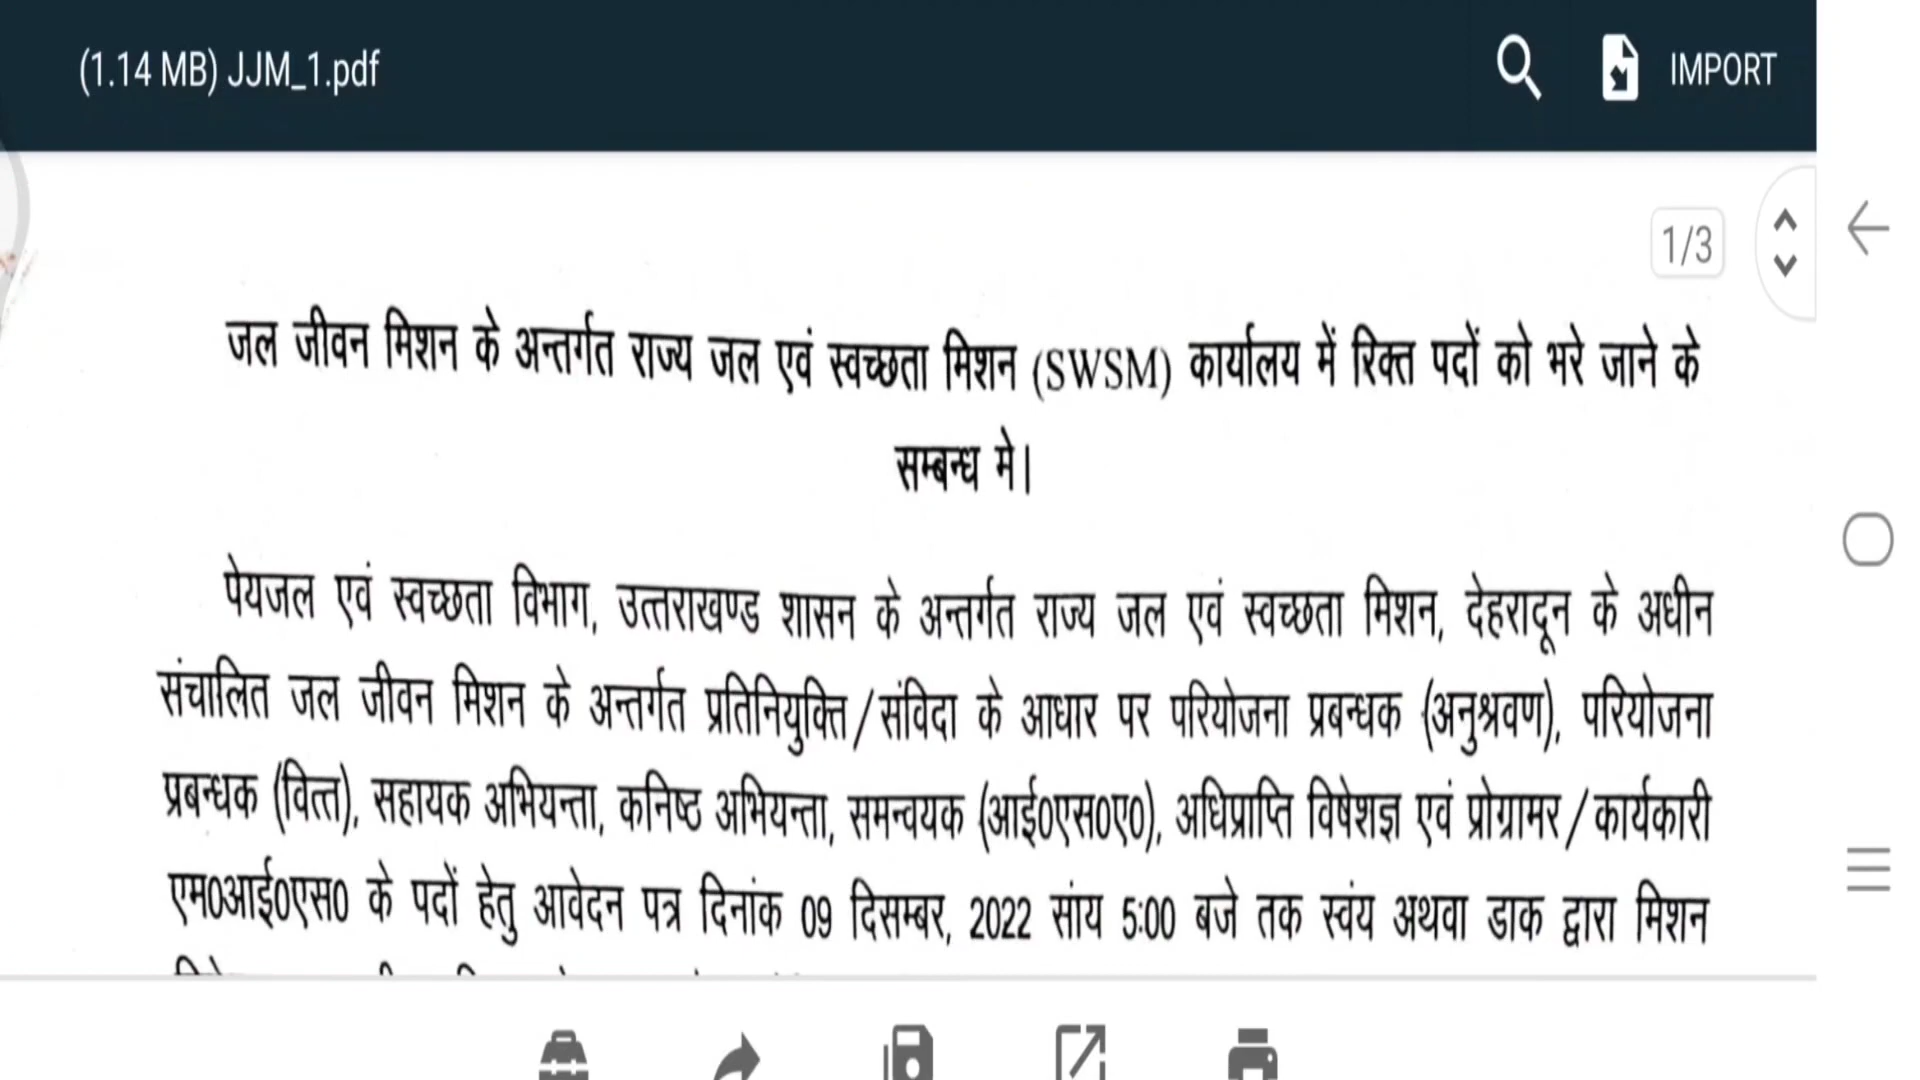 (1.14 MB) JJM_1.pdf
IMPORT
1/3
जल जीवन मिशन के अन्तर्गत राज्य जल एवं स्वच्छता मिशन (SWSM) कार्यालय में रिक्त पदों को भरे जाने के
सम्बन्ध मे।
पेयजल एवं स्वच्छता विभाग, उत्तराखण्ड शासन के अन्तर्गत राज्य जल एवं स्वच्छता मिशन, देहरादून के अधीन
संचालित जल जीवन मिशन के अन्तर्गत प्रतिनियुक्ति/संविदा के आधार पर परियोजना प्रबन्धक (अनुश्रवण), परियोजना
प्रबन्धक (वित्त), सहायक अभियन्ता, कनिष्ठ अभियन्ता, समन्वयक (आई0एस0ए0), अधिप्राप्ति विषेशज्ञ एवं प्रोग्रामर/कार्यकारी
एम0आई0एस0 के पदों हेतु आवेदन पत्र दिनांक 09 दिसम्बर, 2022 सांय 5:00 बजे तक स्वंय अथवा डाक द्वारा मिशन